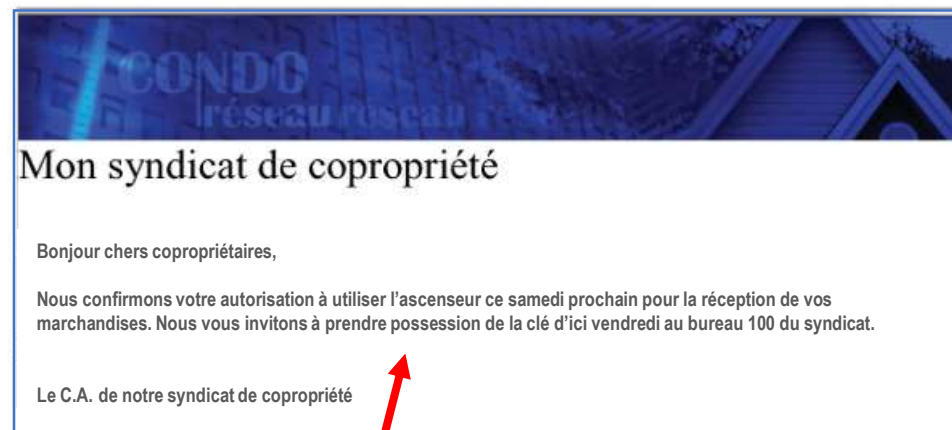 CONDO
réseau réseau
Mon syndicat de copropriété
Bonjour chers copropriétaires,
Nous confirmons votre autorisation à utiliser l'ascenseur ce samedi prochain pour la réception de vos
marchandises. Nous vous invitons à prendre possession de la clé d'ici vendredi au bureau 100 du syndicat.
Le C.A. de notre syndicat de copropriété